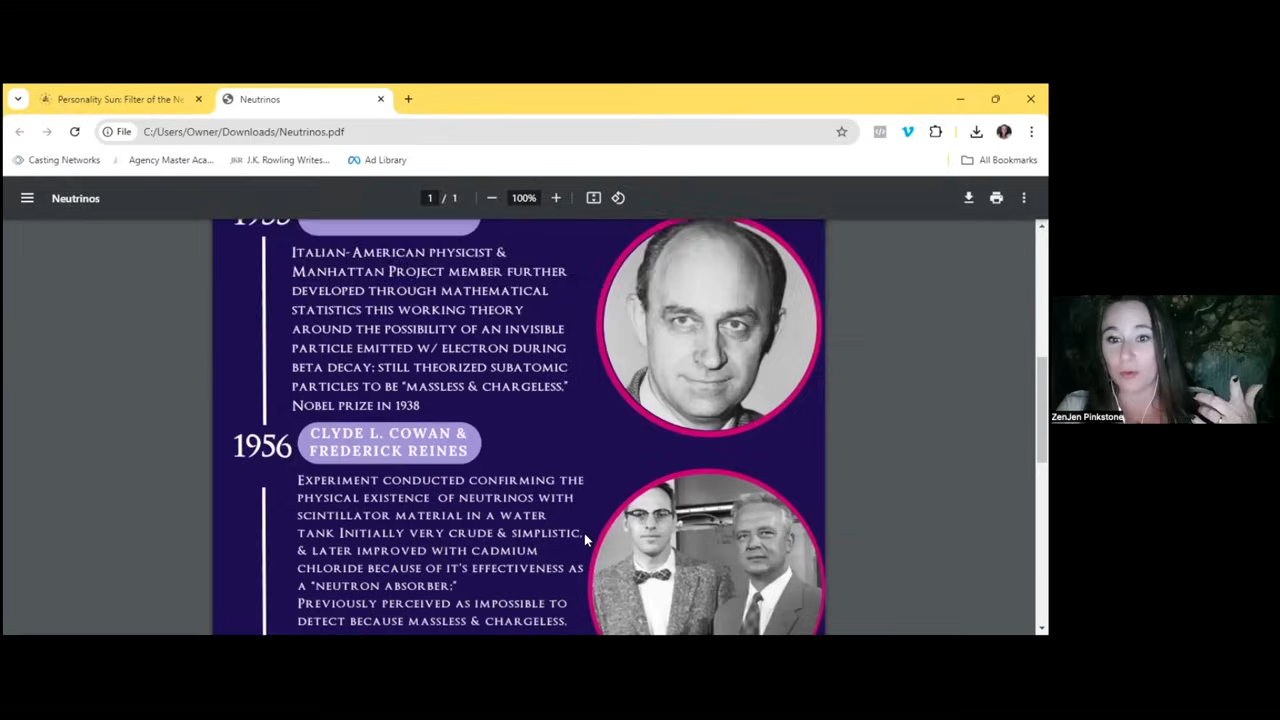 Personality Sun: Filter of the Ne
Neutrinos
File
C:/Users/Owner/Downloads/Neutrinos.pdf
Casting Networks
Agency Master Aca...
J.K. Rowling Writes...
Ad Library
All Bookmarks
Neutrinos
1 / 1
100%
ITALIAN-AMERICAN PHYSICIST &
MANHATTAN PROJECT MEMBER FURTHER
DEVELOPED THROUGH MATHEMATICAL
STATISTICS THIS WORKING THEORY
AROUND THE POSSIBILITY OF AN INVISIBLE
PARTICLE EMITTED W/ ELECTRON DURING
BETA DECAY; STILL THEORIZED SUBATOMIC
PARTICLES TO BE "MASSLESS & CHARGELESS."
NOBEL PRIZE IN 1938
1956
CLYDE L. COWAN &
FREDERICK REINES
EXPERIMENT CONDUCTED CONFIRMING THE
PHYSICAL EXISTENCE OF NEUTRINOS WITH
SCINTILLATOR MATERIAL IN A WATER
TANK INITIALLY VERY CRUDE & SIMPLISTIC,
& LATER IMPROVED WITH CADMIUM
CHLORIDE BECAUSE OF IT'S EFFECTIVENESS AS
A "NEUTRON ABSORBER;"
PREVIOUSLY PERCEIVED AS IMPOSSIBLE TO
DETECT BECAUSE MASSLESS & CHARGELESS.
ZenJen Pinkstone